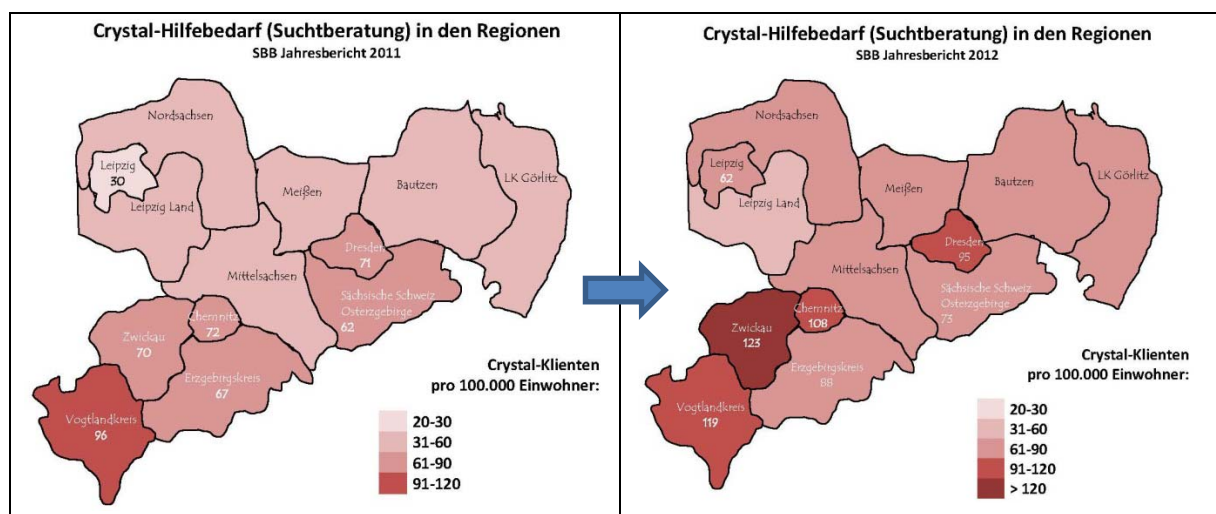 Crystal-Hilfebedarf (Suchtberatung) in den Regionen
SBB Jahresbericht 2011
Nordsachsen
Leipzig
30
Leipzig Land
Meißen
Bautzen
LK Görlitz
Dresden
71
Mittelsachsen
Sächsische Schweiz
Osterzgebirge
62
Chemnitz
72
Zwickau
70
Erzgebirgskreis
67
Vogtlandkreis
96
Crystal-Klienten
pro 100.000 Einwohner:
20-30
31-60
61-90
91-120
Crystal-Hilfebedarf (Suchtberatung) in den Regionen
SBB Jahresbericht 2012
Nordsachsen
Leipzig
62
Leipzig Land
Meißen
Bautzen
LK Görlitz
Dresden
95
Mittelsachsen
Sächsische Schweiz
Osterzgebirge
73
Chemnitz
108
Zwickau
123
Erzgebirgskreis
88
Vogtlandkreis
119
Crystal-Klienten
pro 100.000 Einwohner:
20-30
31-60
61-90
91-120
> 120